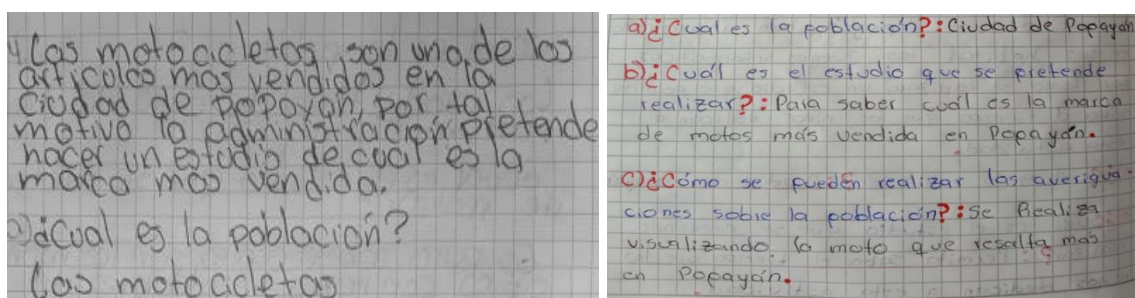 1) Las motocicletas son una de los
articulos mas vendidos en la
ciudad de popayan, por tal
motivo la administración pretende
hacer un estudio de cual es la
marca mas vendida.
a) ¿Cual es la población?
Las motocicletas
a) ¿Cual es la población?: Ciudad de Popayan
b) ¿Cuál es el estudio que se pretende
realizar?: Para saber cuál es la marca
de motos más vendida en Popayán.
c) ¿Cómo se pueden realizar las averigua-
ciones sobre la población?: Se Realiza
visualizando la moto que resalta mas
en Popayán.